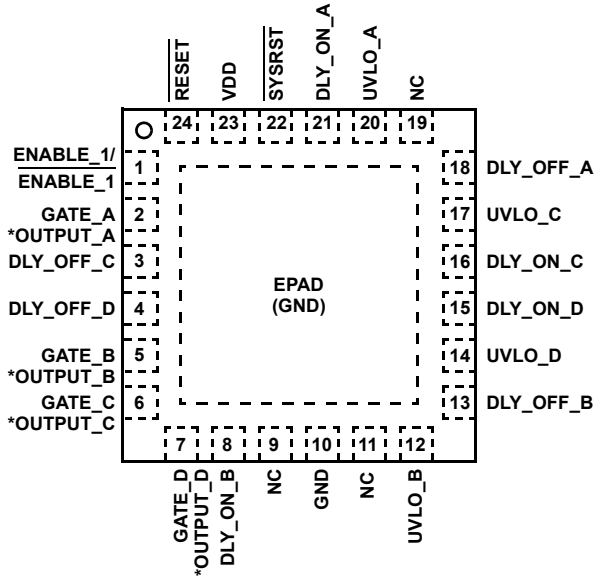 RESET
VDD
SYSRST
DLY_ON_A
UVLO_A
NC
24
23
22
21
20
19
ENABLE_1/
ENABLE_1
1
18
DLY_OFF_A
GATE_A
*OUTPUT_A
2
17
UVLO_C
DLY_OFF_C
3
16
DLY_ON_C
EPAD
(GND)
DLY_OFF_D
4
15
DLY_ON_D
GATE_B
*OUTPUT_B
5
14
UVLO_D
GATE_C
*OUTPUT_C
6
13
DLY_OFF_B
7
8
9
10
11
12
GATE_D
*OUTPUT_D
DLY_ON_B
NC
GND
NC
UVLO_B